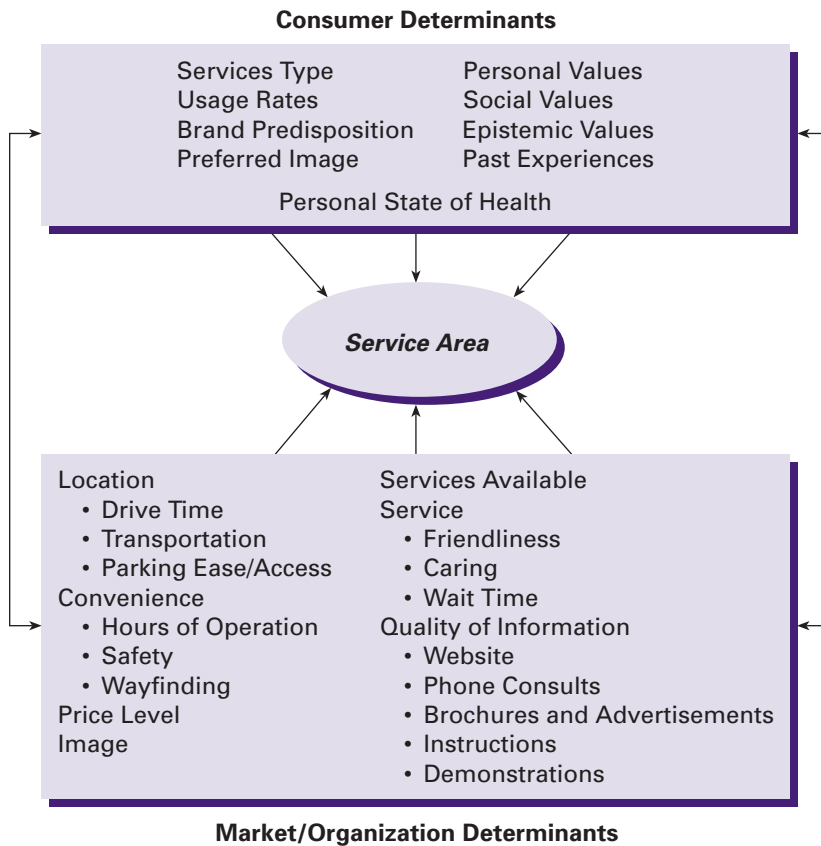 Consumer Determinants
Services Type
Usage Rates
Brand Predisposition
Preferred Image
Personal Values
Social Values
Epistemic Values
Past Experiences
Personal State of Health
Service Area
Location
• Drive Time
• Transportation
• Parking Ease/Access
Convenience
• Hours of Operation
• Safety
• Wayfinding
Price Level
Image
Services Available
Service
• Friendliness
• Caring
• Wait Time
Quality of Information
• Website
• Phone Consults
• Brochures and Advertisements
• Instructions
• Demonstrations
Market/Organization Determinants